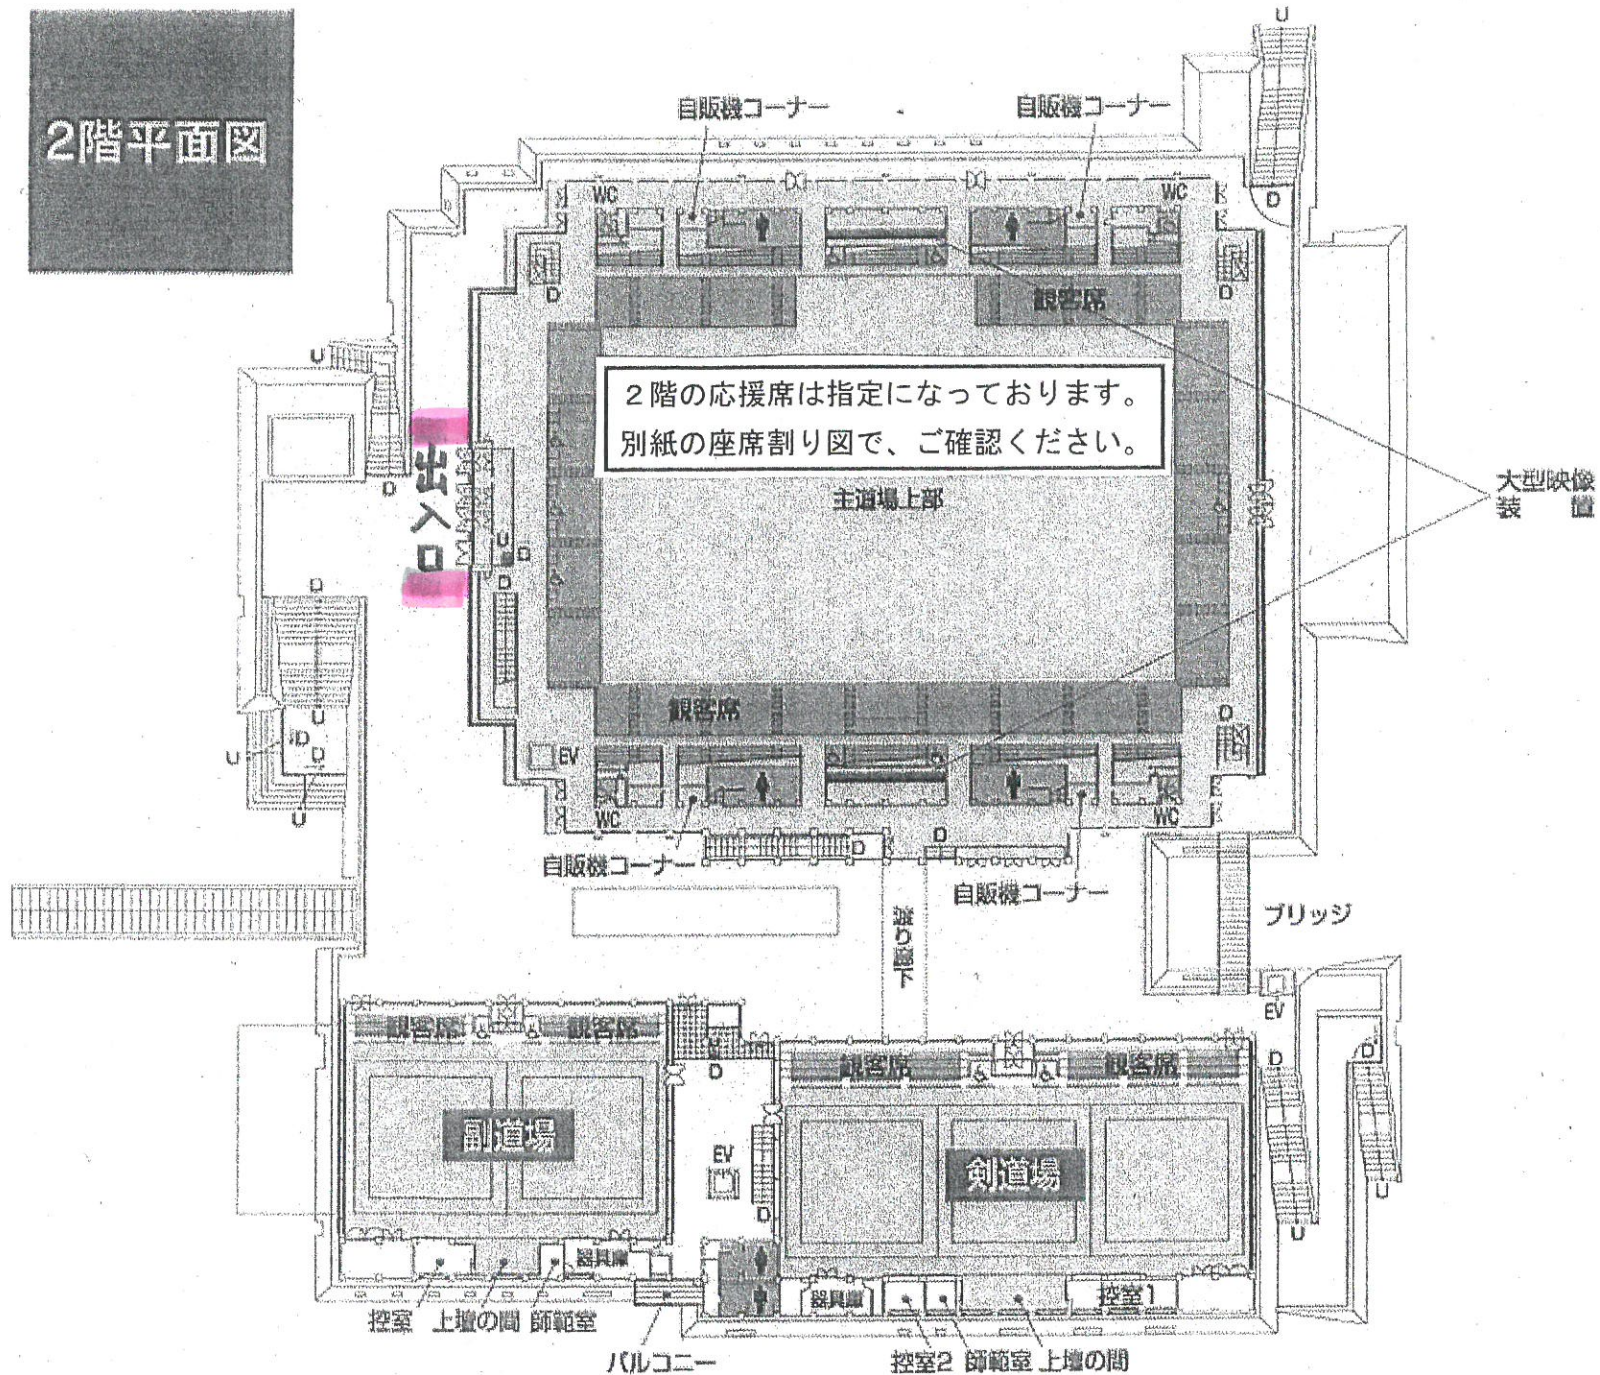 2階平面図
U
自販機コーナー
自販機コーナー
WC
WC
D
D
D
観客席
U
2階の応援席は指定になっております。
別紙の座席割り図で、ご確認ください。
出入口
D
主道場上部
大型映像
装置
U
D
D
D
観客席
U
D
D
U
EV
D
U
WC
WC
D
D
自販機コーナー
自販機コーナー
渡り廊下
ブリッジ
EV
観客席
観客席
D
観客席
観客席
D
D
副道場
EV
剣道場
D
U
U
器具庫
器具庫
控室1
控室
上壇の間
師範室
バルコニー
控室2
師範室
上壇の間